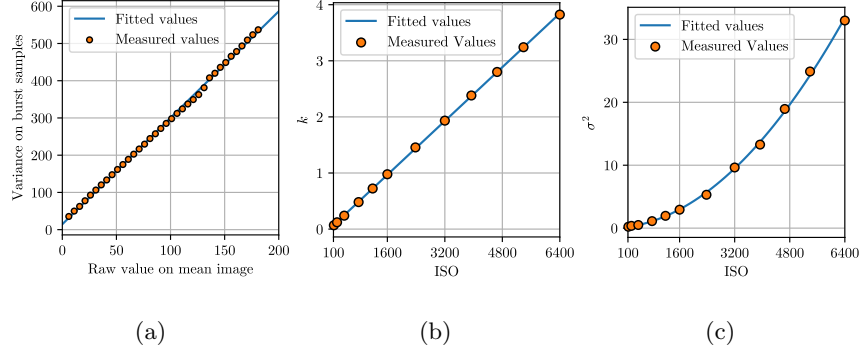 600
500
400
300
200
100
0
Variance on burst samples
Fitted values
Measured values
0 50 100 150 200
Raw value on mean image
(a)
4
3
2
1
0
k
Fitted values
Measured Values
100 1600 3200 4800 6400
ISO
(b)
30
20
10
0
σ²
Fitted values
Measured Values
100 1600 3200 4800 6400
ISO
(c)